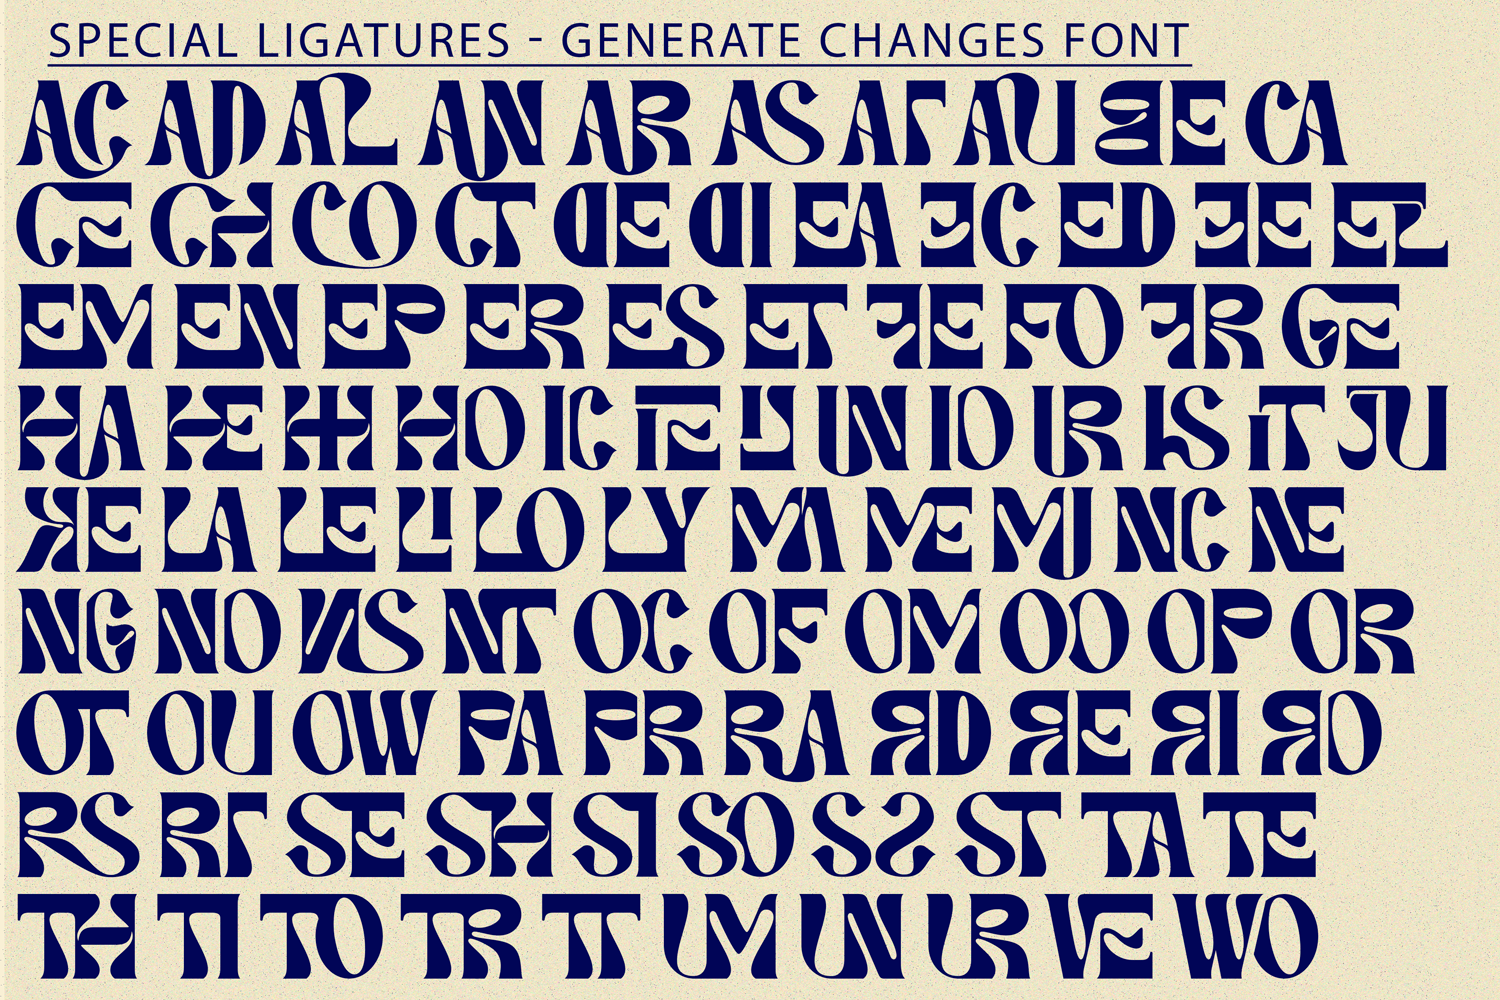 SPECIAL LIGATURES - GENERATE CHANGES FONT
AC AD AL AN AR AS AT AU BE CA
CE CH CO CT DE DI EA EC ED EE EL
EM EN EP ER ES ET FE FO FR GE
HA HE HH HO IC IE IJ IN IO IR IS IT JU
KE LA LE LI LO LY MA ME MJ NC NE
NG NO NS NT OC OF OM OO OP OR
OT OU OW PA PR RA RD RE RI RO
RS RT SE SH SI SO SS ST TA TE
TH TI TO TR TT UM UN UR VE WO